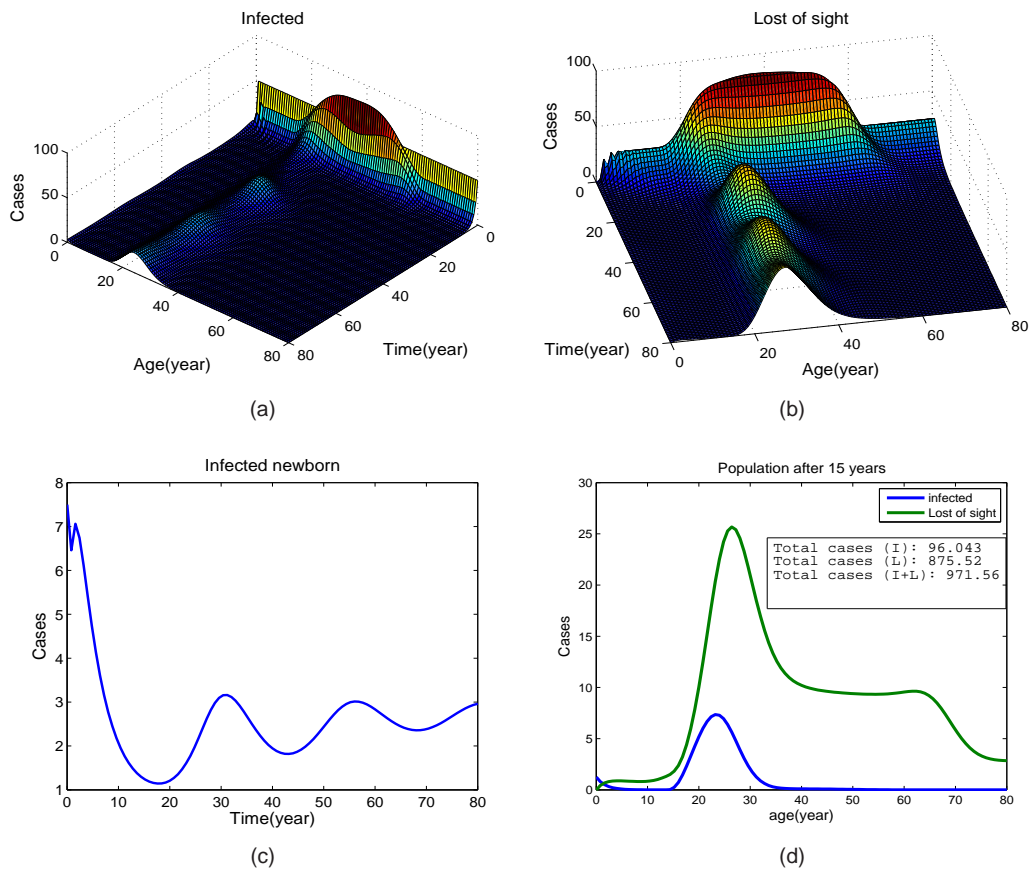 Infected
100
50
0
Cases
0
20
40
60
80
Age(year)
80
60
40
20
0
Time(year)
(a)
Lost of sight
100
50
0
Cases
0
20
40
60
80
Time(year)
0
20
40
60
80
Age(year)
(b)
Infected newborn
8
7
6
5
4
3
2
1
Cases
0 10 20 30 40 50 60 70 80
Time(year)
(c)
Population after 15 years
30
25
20
15
10
5
0
Cases
infected
Lost of sight
Total cases (I): 96.043
Total cases (L): 875.52
Total cases (I+L): 971.56
0 10 20 30 40 50 60 70 80
age(year)
(d)